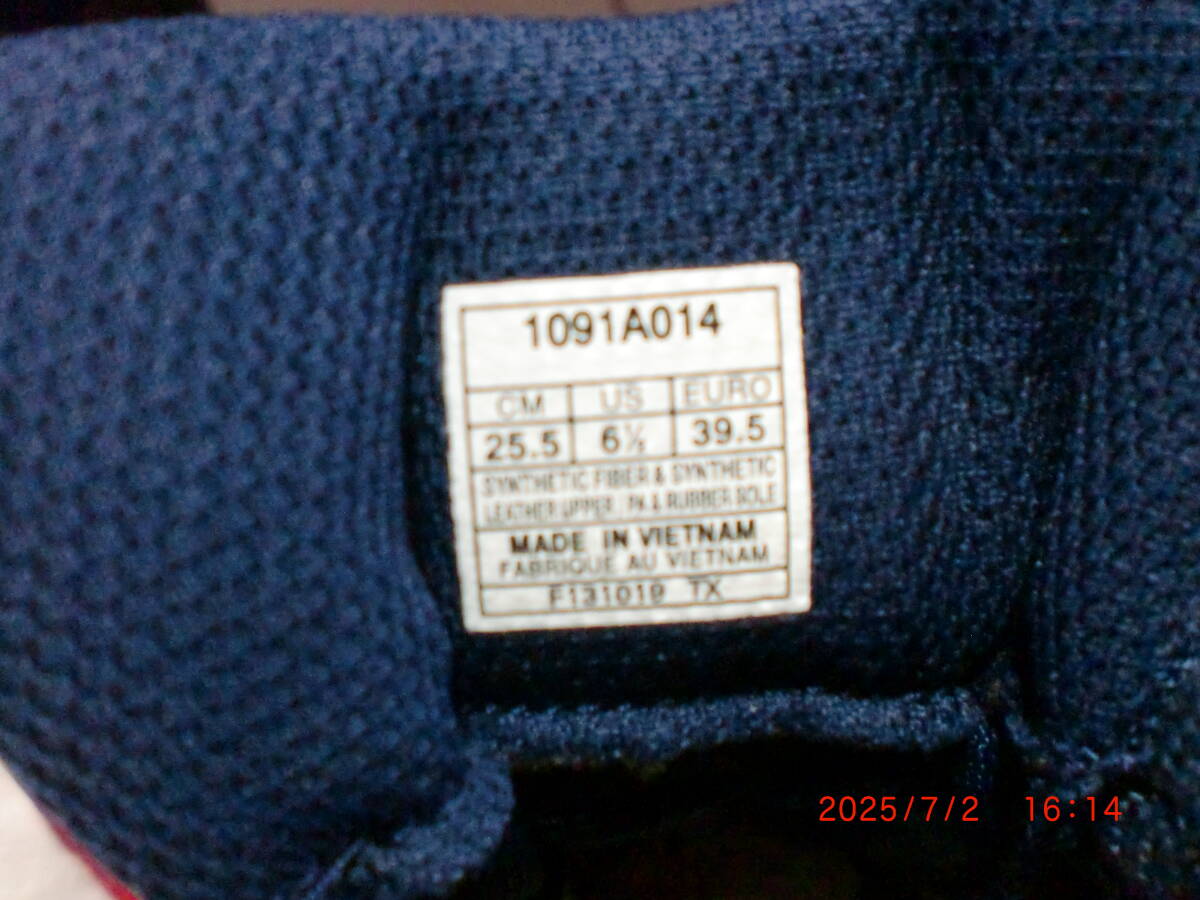 1091A014
CM US EURO
25.5 6½ 39.5
SYNTHETIC FIBER & SYNTHETIC
LEATHER UPPER / PA & RUBBER SOLE
MADE IN VIETNAM
FABRIQUE AU VIETNAM
F131019 TX
2025/7/2 16:14